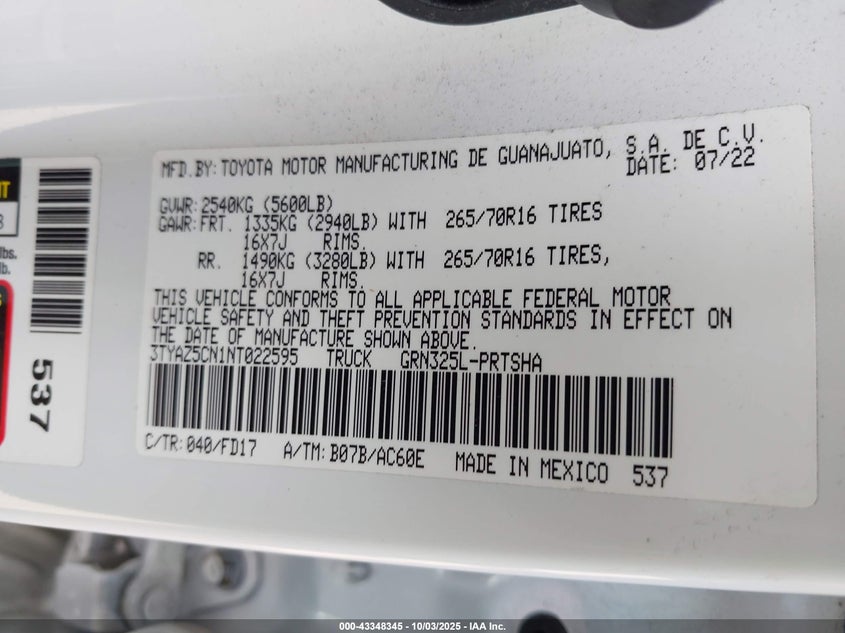 MFD.BY: TOYOTA MOTOR MANUFACTURING DE GUANAJUATO, S.A. DE C.V.
DATE: 07/22
GVWR: 2540KG (5600LB)
GAWR: FRT. 1335KG (2940LB) WITH 265/70R16 TIRES
16X7J RIMS.
RR. 1490KG (3280LB) WITH 265/70R16 TIRES,
16X7J RIMS.
THIS VEHICLE CONFORMS TO ALL APPLICABLE FEDERAL MOTOR
VEHICLE SAFETY AND THEFT PREVENTION STANDARDS IN EFFECT ON
THE DATE OF MANUFACTURE SHOWN ABOVE.
3TYAZ5CN1NT022595 TRUCK GRN325L-PRTSHA
C/TR: 040/FD17 A/TM: B07B/AC60E MADE IN MEXICO 537
lbs.
lb.
537
000-43348345 - 10/03/2025 - IAA Inc.